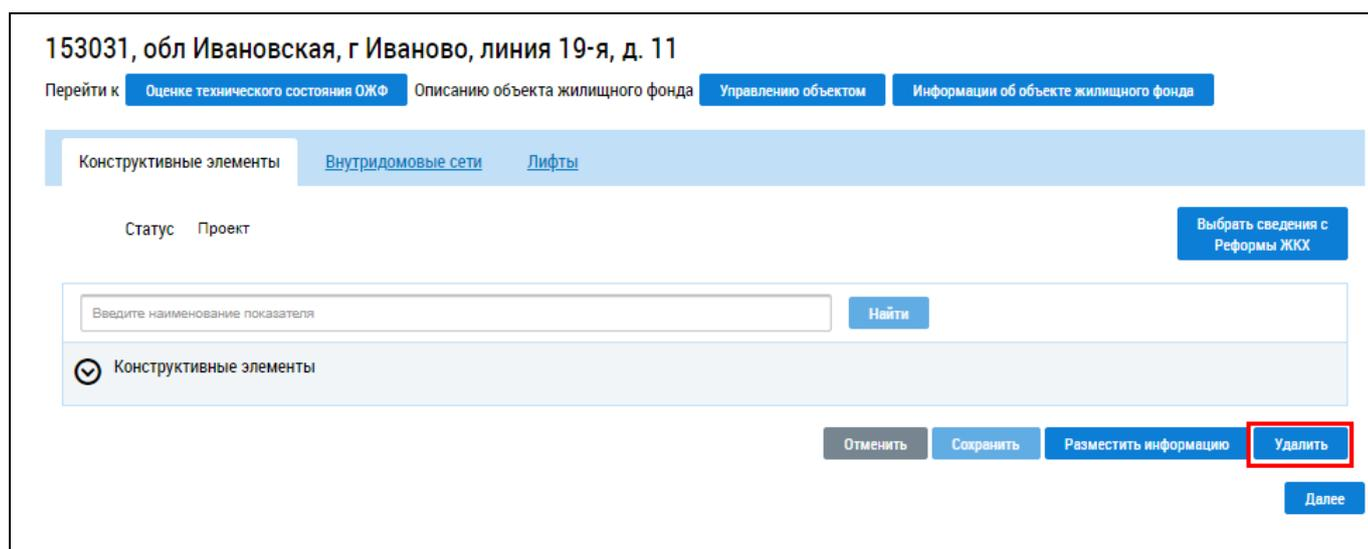 153031, обл Ивановская, г Иваново, линия 19-я, д. 11
Перейти к Оценке технического состояния ОЖФ Описанию объекта жилищного фонда Управлению объектом Информации об объекте жилищного фонда
Конструктивные элементы Внутридомовые сети Лифты
Статус Проект
Выбрать сведения с
Реформы ЖКХ
Введите наименование показателя Найти
Конструктивные элементы
Отменить Сохранить Разместить информацию Удалить
Далее